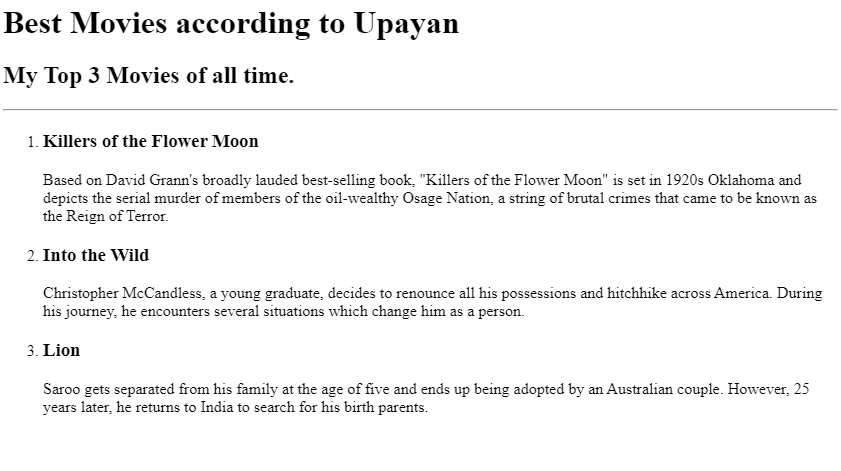 Best Movies according to Upayan
My Top 3 Movies of all time.
1. Killers of the Flower Moon
Based on David Grann's broadly lauded best-selling book, "Killers of the Flower Moon" is set in 1920s Oklahoma and
depicts the serial murder of members of the oil-wealthy Osage Nation, a string of brutal crimes that came to be known as
the Reign of Terror.
2. Into the Wild
Christopher McCandless, a young graduate, decides to renounce all his possessions and hitchhike across America. During
his journey, he encounters several situations which change him as a person.
3. Lion
Saroo gets separated from his family at the age of five and ends up being adopted by an Australian couple. However, 25
years later, he returns to India to search for his birth parents.